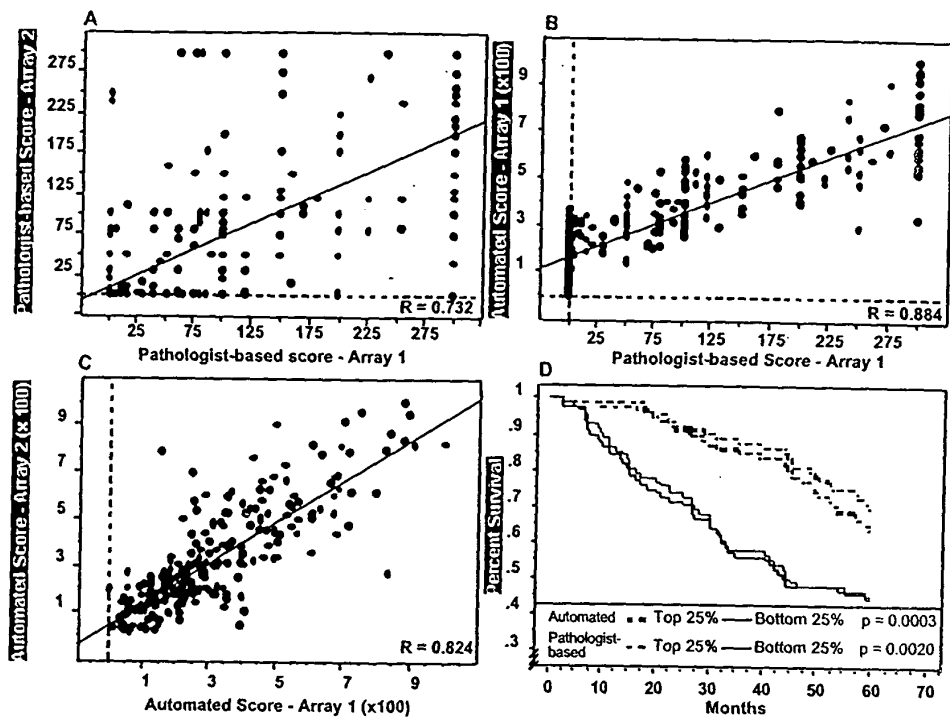 A
Pathologist-based Score - Array 2
275
225
175
125
75
25
R = 0.732
25 75 125 175 225 275
Pathologist-based score - Array 1
B
Automated Score - Array 1 (x100)
9
7
5
3
1
R = 0.884
25 75 125 175 225 275
Pathologist-based Score - Array 1
C
Automated Score - Array 2 (x 100)
9
7
5
3
1
R = 0.824
1 3 5 7 9
Automated Score - Array 1 (x100)
D
Percent Survival
1
.9
.8
.7
.6
.5
.4
.3
Automated Top 25% Bottom 25% p = 0.0003
Pathologist-
based Top 25% Bottom 25% p = 0.0020
0 10 20 30 40 50 60 70
Months